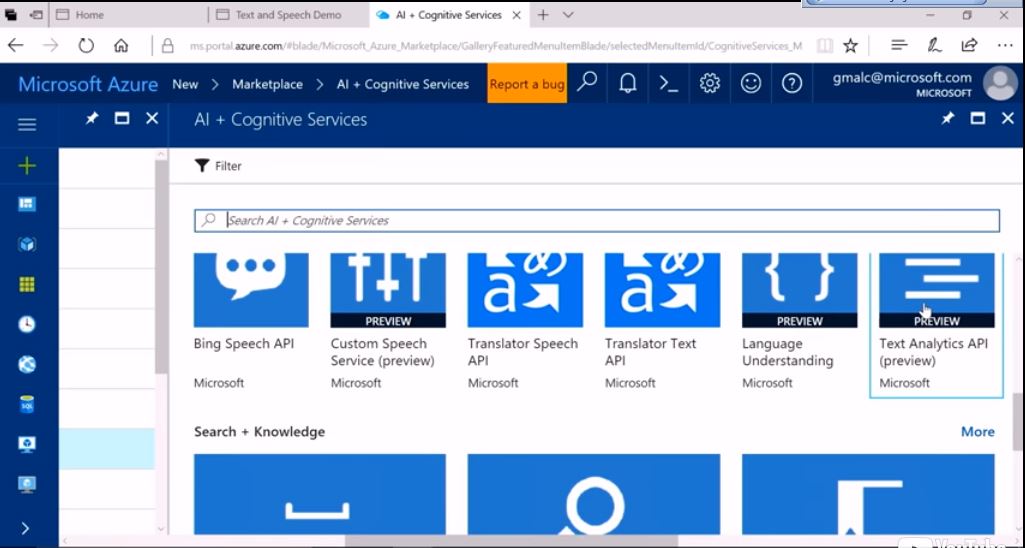 Home
Text and Speech Demo
AI + Cognitive Services
ms.portal.azure.com/#blade/Microsoft_Azure_Marketplace/GalleryFeaturedMenuItemBlade/selectedMenuItemId/CognitiveServices_M
Microsoft Azure New > Marketplace > AI + Cognitive Services Report a bug
gmalc@microsoft.com
MICROSOFT
AI + Cognitive Services
Filter
Search AI + Cognitive Services
PREVIEW PREVIEW PREVIEW
Bing Speech API
Microsoft
Custom Speech
Service (preview)
Microsoft
Translator Speech
API
Microsoft
Translator Text
API
Microsoft
Language
Understanding
Microsoft
Text Analytics API
(preview)
Microsoft
Search + Knowledge More
SQL
YouTube